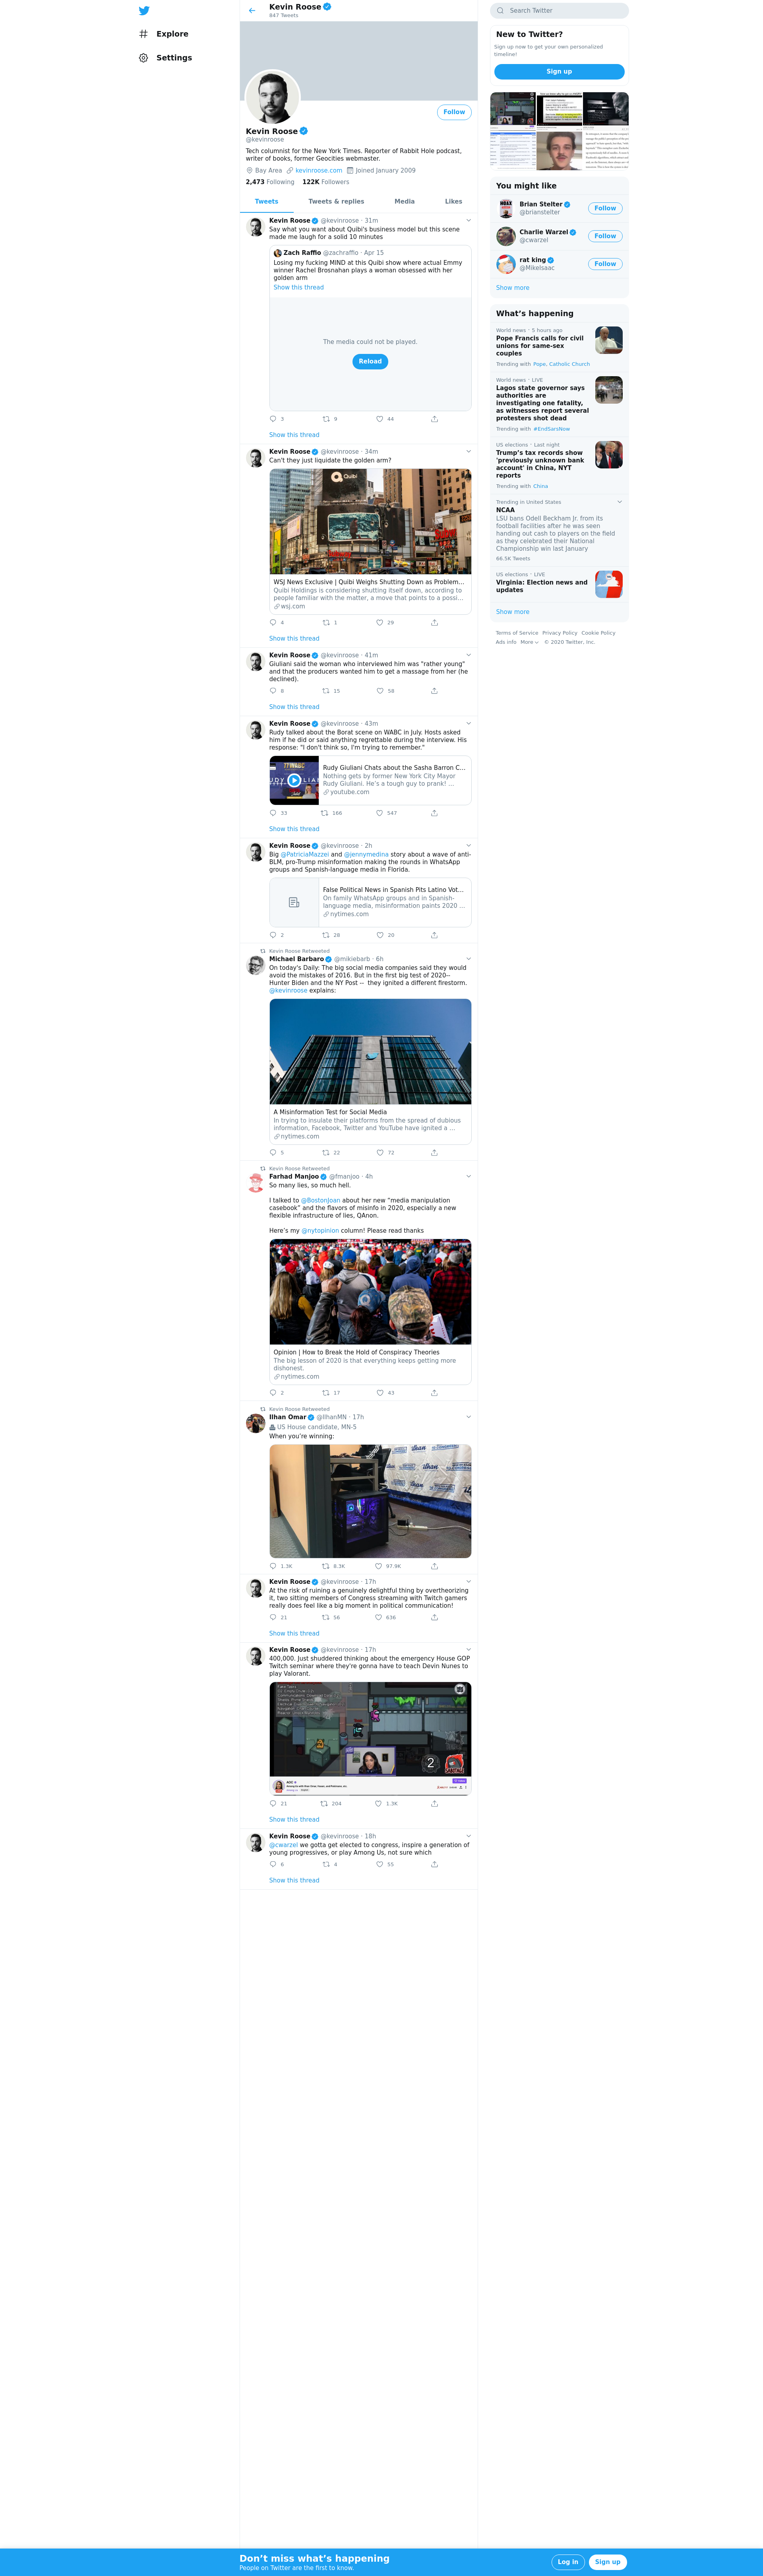 Explore
Settings
Kevin Roose
847 Tweets
Follow
Kevin Roose
@kevinroose
Tech columnist for the New York Times. Reporter of Rabbit Hole podcast,
writer of books, former Geocities webmaster.
Bay Area kevinroose.com Joined January 2009
2,473 Following 122K Followers
Tweets Tweets & replies Media Likes
Kevin Roose @kevinroose · 31m
Say what you want about Quibi's business model but this scene
made me laugh for a solid 10 minutes
Zach Raffio @zachraffio · Apr 15
Losing my fucking MIND at this Quibi show where actual Emmy
winner Rachel Brosnahan plays a woman obsessed with her
golden arm
Show this thread
The media could not be played.
Reload
3 9 44
Show this thread
Kevin Roose @kevinroose · 34m
Can't they just liquidate the golden arm?
Quibi
WSJ News Exclusive | Quibi Weighs Shutting Down as Problem...
Quibi Holdings is considering shutting itself down, according to
people familiar with the matter, a move that points to a possi...
wsj.com
4 1 29
Show this thread
Kevin Roose @kevinroose · 41m
Giuliani said the woman who interviewed him was "rather young"
and that the producers wanted him to get a massage from her (he
declined).
8 15 58
Show this thread
Kevin Roose @kevinroose · 43m
Rudy talked about the Borat scene on WABC in July. Hosts asked
him if he did or said anything regrettable during the interview. His
response: "I don't think so, I'm trying to remember."
Rudy Giuliani Chats about the Sasha Barron C...
Nothing gets by former New York City Mayor
Rudy Giuliani. He's a tough guy to prank! ...
youtube.com
33 166 547
Show this thread
Kevin Roose @kevinroose · 2h
Big @PatriciaMazzei and @jennymedina story about a wave of anti-
BLM, pro-Trump misinformation making the rounds in WhatsApp
groups and Spanish-language media in Florida.
False Political News in Spanish Pits Latino Vot...
On family WhatsApp groups and in Spanish-
language media, misinformation paints 2020 ...
nytimes.com
2 28 20
Kevin Roose Retweeted
Michael Barbaro @mikiebarb · 6h
On today's Daily: The big social media companies said they would
avoid the mistakes of 2016. But in the first big test of 2020--
Hunter Biden and the NY Post -- they ignited a different firestorm.
@kevinroose explains:
A Misinformation Test for Social Media
In trying to insulate their platforms from the spread of dubious
information, Facebook, Twitter and YouTube have ignited a ...
nytimes.com
5 22 72
Kevin Roose Retweeted
Farhad Manjoo @fmanjoo · 4h
So many lies, so much hell.
I talked to @BostonJoan about her new "media manipulation
casebook" and the flavors of misinfo in 2020, especially a new
flexible infrastructure of lies, QAnon.
Here's my @nytopinion column! Please read thanks
Opinion | How to Break the Hold of Conspiracy Theories
The big lesson of 2020 is that everything keeps getting more
dishonest.
nytimes.com
2 17 43
Kevin Roose Retweeted
Ilhan Omar @IlhanMN · 17h
US House candidate, MN-5
When you're winning:
ilhan
1.3K 8.3K 97.9K
Kevin Roose @kevinroose · 17h
At the risk of ruining a genuinely delightful thing by overtheorizing
it, two sitting members of Congress streaming with Twitch gamers
really does feel like a big moment in political communication!
21 56 636
Show this thread
Kevin Roose @kevinroose · 17h
400,000. Just shuddered thinking about the emergency House GOP
Twitch seminar where they're gonna have to teach Devin Nunes to
play Valorant.
2
AOC
21 204 1.3K
Show this thread
Kevin Roose @kevinroose · 18h
@cwarzel we gotta get elected to congress, inspire a generation of
young progressives, or play Among Us, not sure which
6 4 55
Show this thread
Search Twitter
New to Twitter?
Sign up now to get your own personalized
timeline!
Sign up
You might like
Brian Stelter
@brianstelter
Follow
Charlie Warzel
@cwarzel
Follow
rat king
@MikeIsaac
Follow
Show more
What's happening
World news · 5 hours ago
Pope Francis calls for civil
unions for same-sex
couples
Trending with Pope, Catholic Church
World news · LIVE
Lagos state governor says
authorities are
investigating one fatality,
as witnesses report several
protesters shot dead
Trending with #EndSarsNow
US elections · Last night
Trump's tax records show
'previously unknown bank
account' in China, NYT
reports
Trending with China
Trending in United States
NCAA
LSU bans Odell Beckham Jr. from its
football facilities after he was seen
handing out cash to players on the field
as they celebrated their National
Championship win last January
66.5K Tweets
US elections · LIVE
Virginia: Election news and
updates
Show more
Terms of Service Privacy Policy Cookie Policy
Ads info More © 2020 Twitter, Inc.
Don't miss what's happening
People on Twitter are the first to know.
Log in Sign up